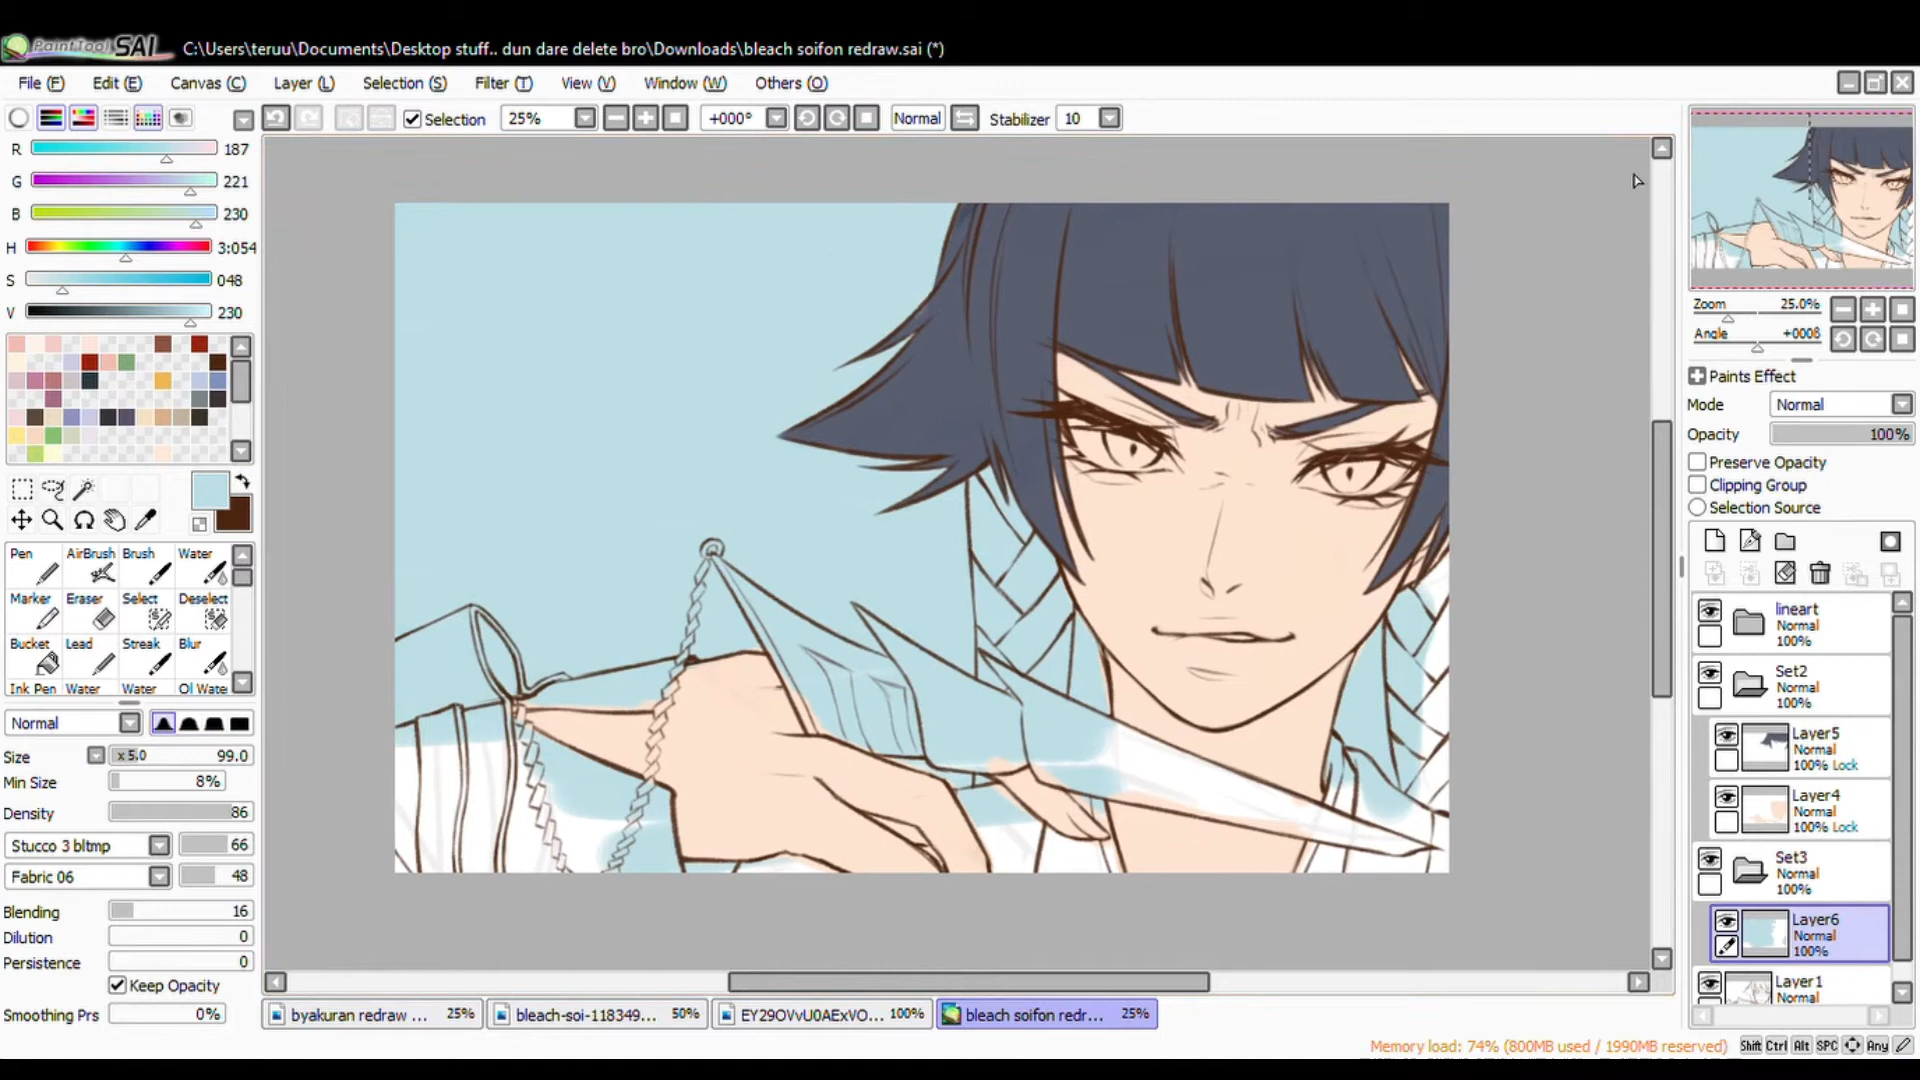 PaintTool SAI C:\Users\teruu\Documents\Desktop stuff.. dun dare delete bro\Downloads\bleach soifon redraw.sai (*)
File (F) Edit (E) Canvas (C) Layer (L) Selection (S) Filter (T) View (V) Window (W) Others (O)
Selection 25% +000° Normal Stabilizer 10
R 187
G 221
B 230
H 3:054
S 048
V 230
Pen AirBrush Brush Water
Marker Eraser Select Deselect
Bucket Lead Streak Blur
Ink Pen Water Water Ol Wate
Normal
Size x 5.0 99.0
Min Size 8%
Density 86
Stucco 3 bltmp 66
Fabric 06 48
Blending 16
Dilution 0
Persistence 0
Keep Opacity
Smoothing Prs 0%
byakuran redraw ... 25% bleach-soi-118349... 50% EY29OVvU0AExVO... 100% bleach soifon redr... 25%
Memory load: 74% (800MB used / 1990MB reserved) Shift Ctrl Alt SPC Any
Zoom 25.0%
Angle +000ß
Paints Effect
Mode Normal
Opacity 100%
Preserve Opacity
Clipping Group
Selection Source
lineart
Normal
100%
Set2
Normal
100%
Layer5
Normal
100% Lock
Layer4
Normal
100% Lock
Set3
Normal
100%
Layer6
Normal
100%
Layer1
Normal